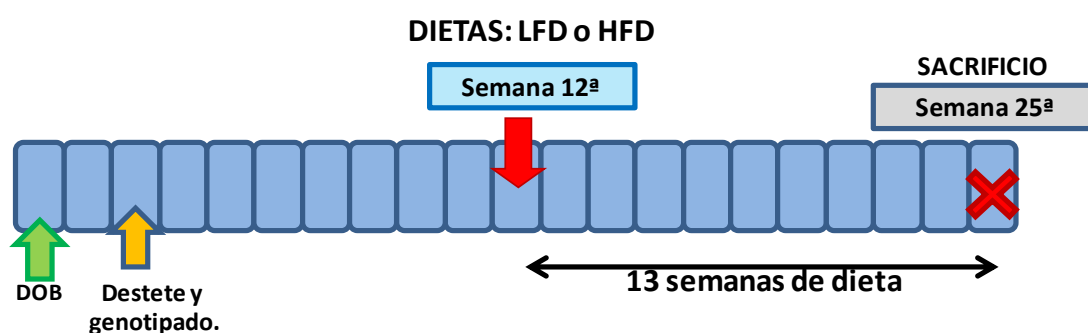 DIETAS: LFD o HFD
Semana 12ª
SACRIFICIO
Semana 25ª
DOB
Destete y
genotipado.
13 semanas de dieta